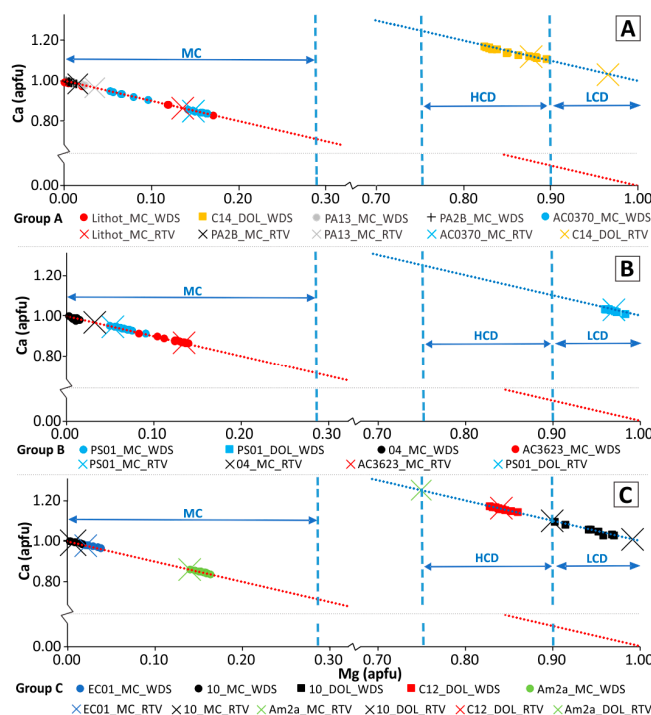 A
MC
1.20
1.00
0.80
0.00
Ca (apfu)
HCD LCD
0.00 0.10 0.20 0.30 0.70 0.80 0.90 1.00
Group A Lithot_MC_WDS C14_DOL_WDS PA13_MC_WDS PA2B_MC_WDS AC0370_MC_WDS
Lithot_MC_RTV PA2B_MC_RTV PA13_MC_RTV AC0370_MC_RTV C14_DOL_RTV
B
MC
1.20
1.00
0.80
0.00
Ca (apfu)
HCD LCD
0.00 0.10 0.20 0.30 0.70 0.80 0.90 1.00
Group B PS01_MC_WDS PS01_DOL_WDS 04_MC_WDS AC3623_MC_WDS
PS01_MC_RTV 04_MC_RTV AC3623_MC_RTV PS01_DOL_RTV
C
MC
1.20
1.00
0.80
0.00
Ca (apfu)
HCD LCD
0.00 0.10 0.20 0.30 0.70 0.80 0.90 1.00
Mg (apfu)
Group C EC01_MC_WDS 10_MC_WDS 10_DOL_WDS C12_DOL_WDS Am2a_MC_WDS
EC01_MC_RTV 10_MC_RTV Am2a_MC_RTV 10_DOL_RTV C12_DOL_RTV Am2a_DOL_RTV